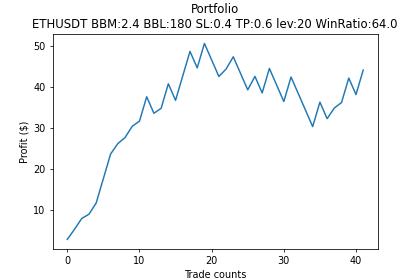 Portfolio
ETHUSDT BBM:2.4 BBL:180 SL:0.4 TP:0.6 lev:20 WinRatio:64.0
50
40
30
20
10
Profit ($)
0 10 20 30 40
Trade counts